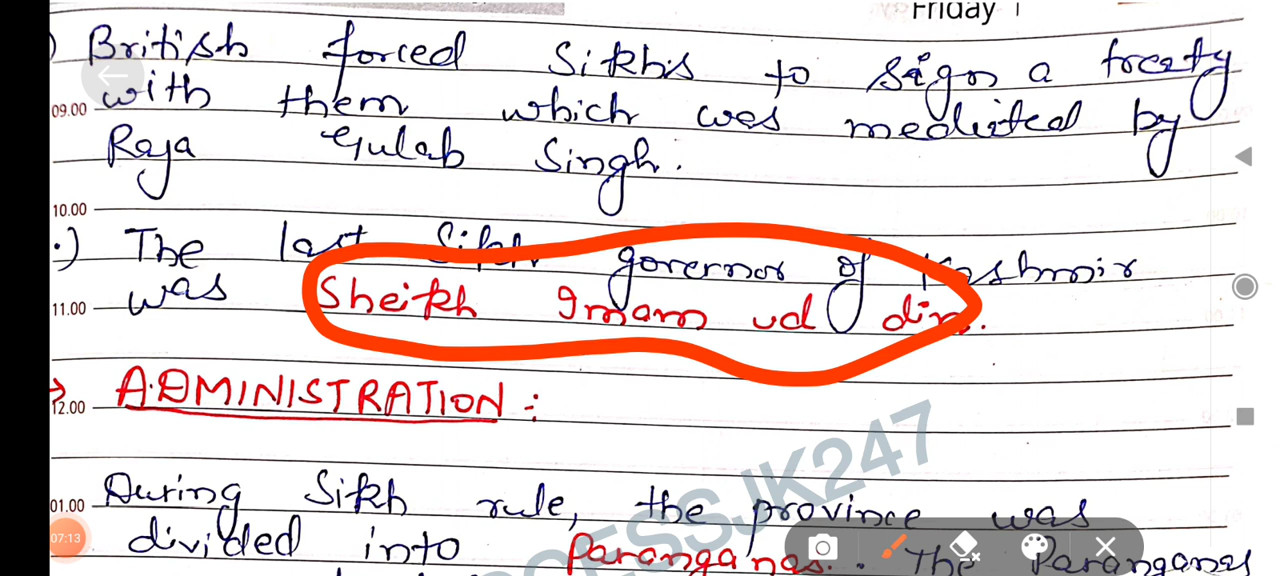 Friday
British forced Sikhs to sign a treaty
09.00 with them which was mediated by
Raja Gulab Singh.
10.00
.) The last Sikh governor of Kashmir
11.00 was Sheikh Imam ud din.
→ ADMINISTRATION :
12.00
01.00 During Sikh rule, the province was
07:13 divided into Paranganas. The Paranganas
ESSJK247